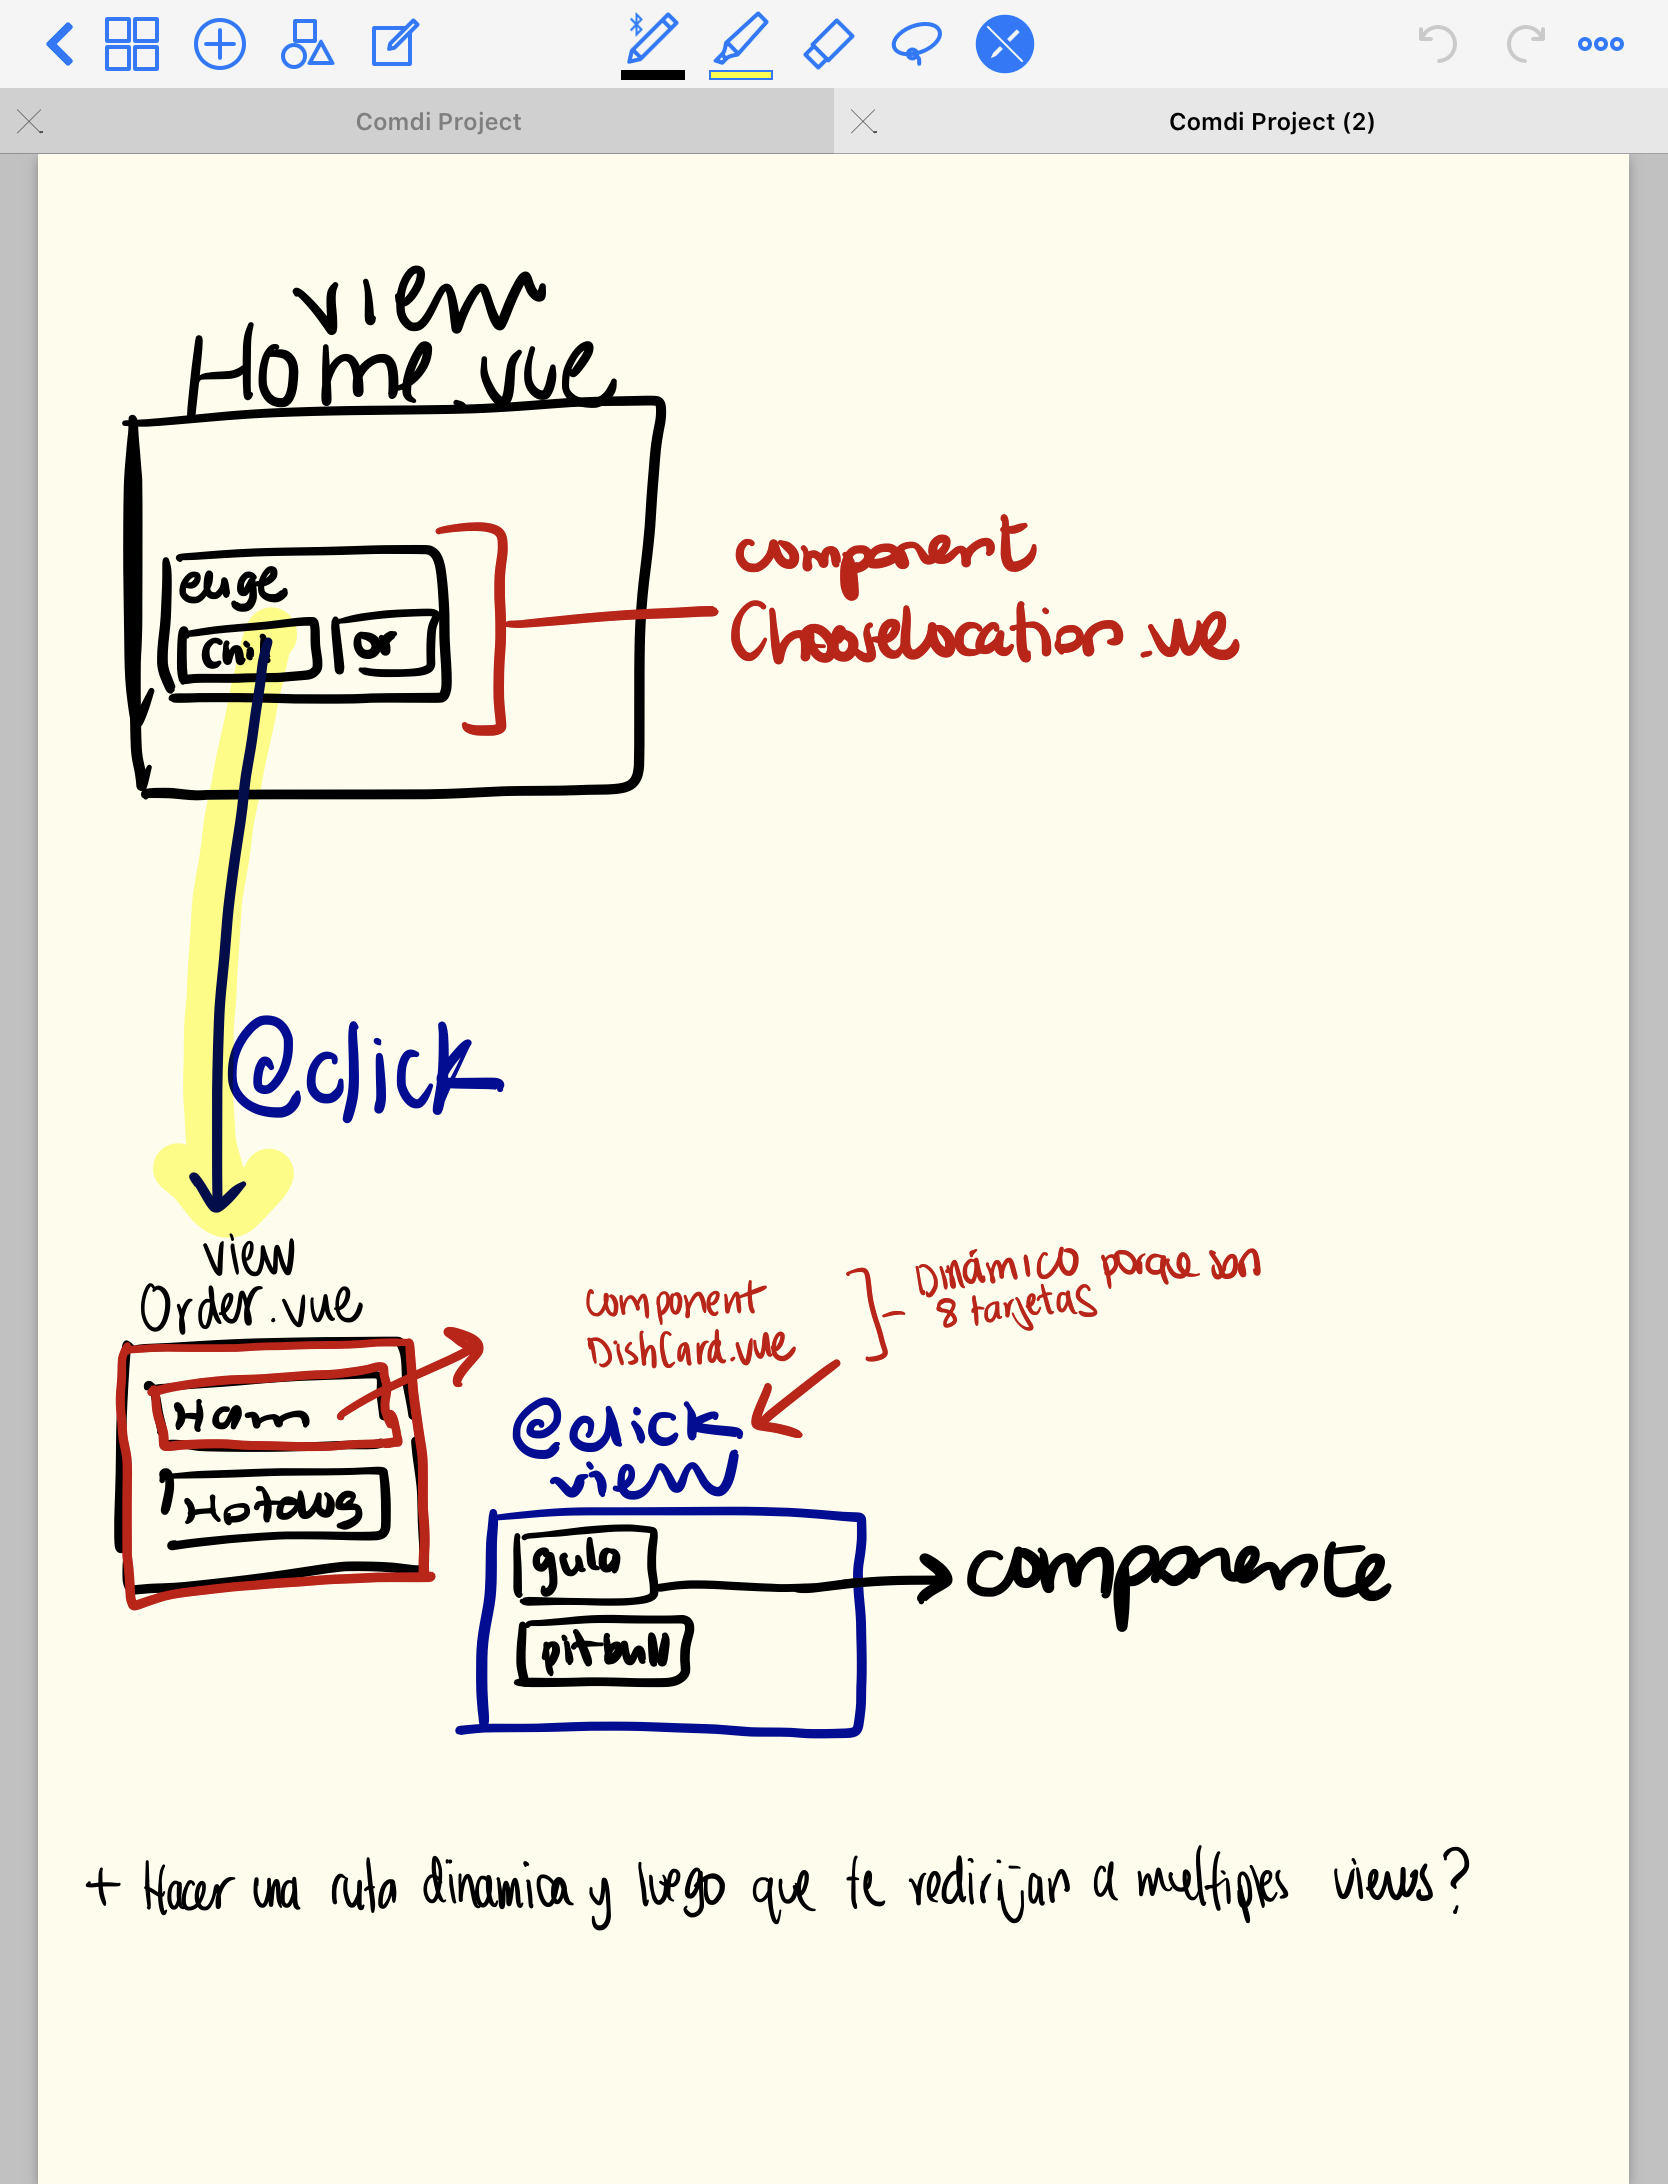 Comdi Project
Comdi Project (2)
view
Home.vue
euge
or
component
Chooselocation.vue
@click
view
Order.vue
component
DishCard.vue
Dinámico porque son
8 tarjetas
Ham
@click
view
gula
pitbull
componente
+ Hacer una ruta dinamica y luego que te redirijan a multiples views?